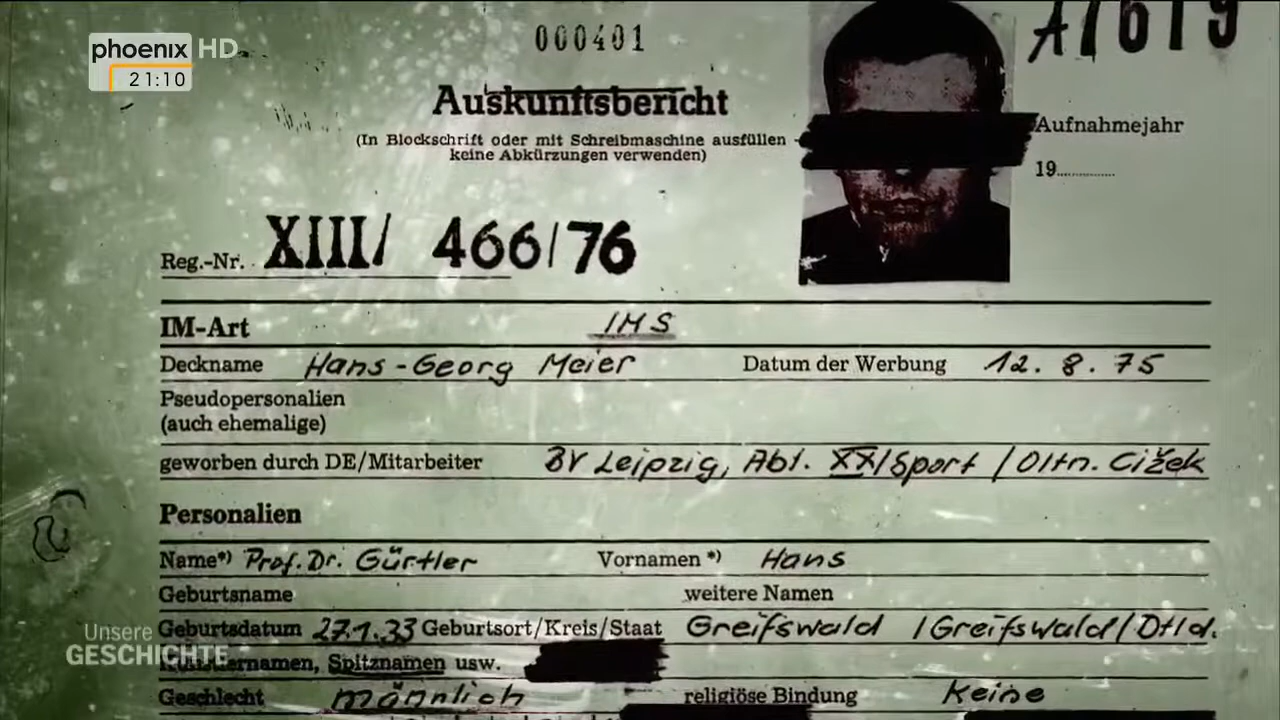 phoenix HD
21:10
000401
A7619
Auskunftsbericht
(In Blockschrift oder mit Schreibmaschine ausfüllen
keine Abkürzungen verwenden)
Aufnahmejahr
19
Reg.-Nr. XIII/ 466/76
IM-Art IMS
Deckname Hans-Georg Meier Datum der Werbung 12. 8. 75
Pseudopersonalien
(auch ehemalige)
geworben durch DE/Mitarbeiter BV Leipzig, Abt. XX/Sport / Oltn. Cižek
Personalien
Name*) Prof. Dr. Gürtler Vornamen *) Hans
Geburtsname weitere Namen
Geburtsdatum 27.1.33 Geburtsort/Kreis/Staat Greifswald / Greifswald / Dtld.
Spitznamen usw.
Geschlecht männlich religiöse Bindung keine
Unsere
GESCHICHTE